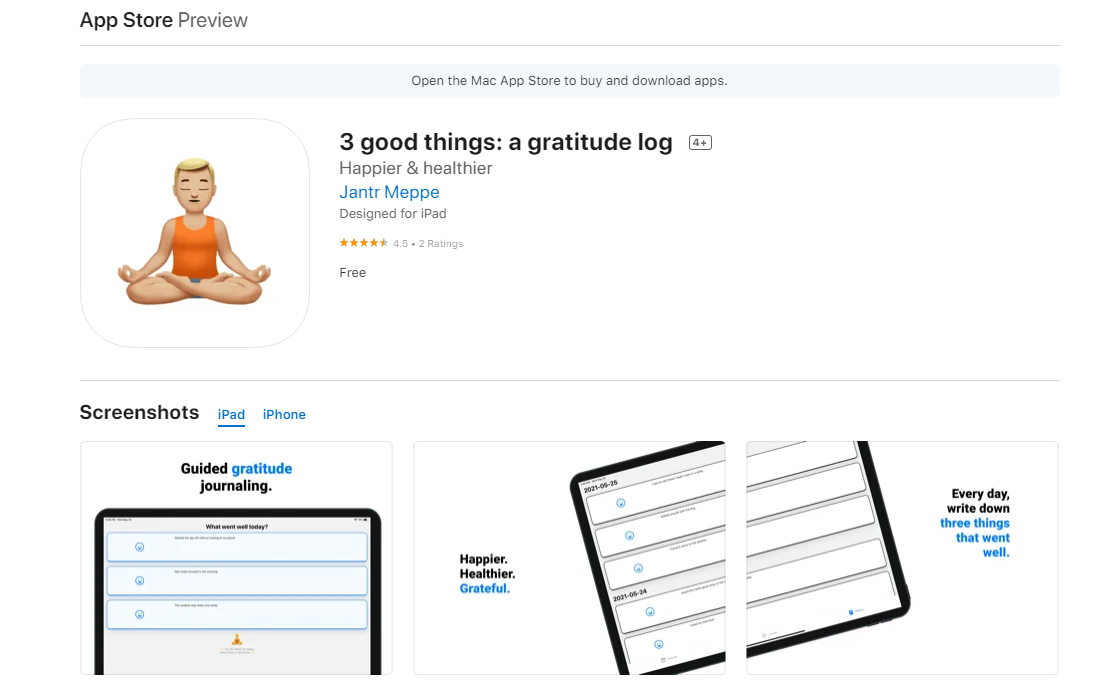 App Store Preview
Open the Mac App Store to buy and download apps.
3 good things: a gratitude log 4+
Happier & healthier
Jantr Meppe
Designed for iPad
4.5 • 2 Ratings
Free
Screenshots iPad iPhone
Guided gratitude
journaling.
What went well today?
Happier.
Healthier.
Grateful.
2021-05-25
2021-05-24
Every day,
write down
three things
that went
well.